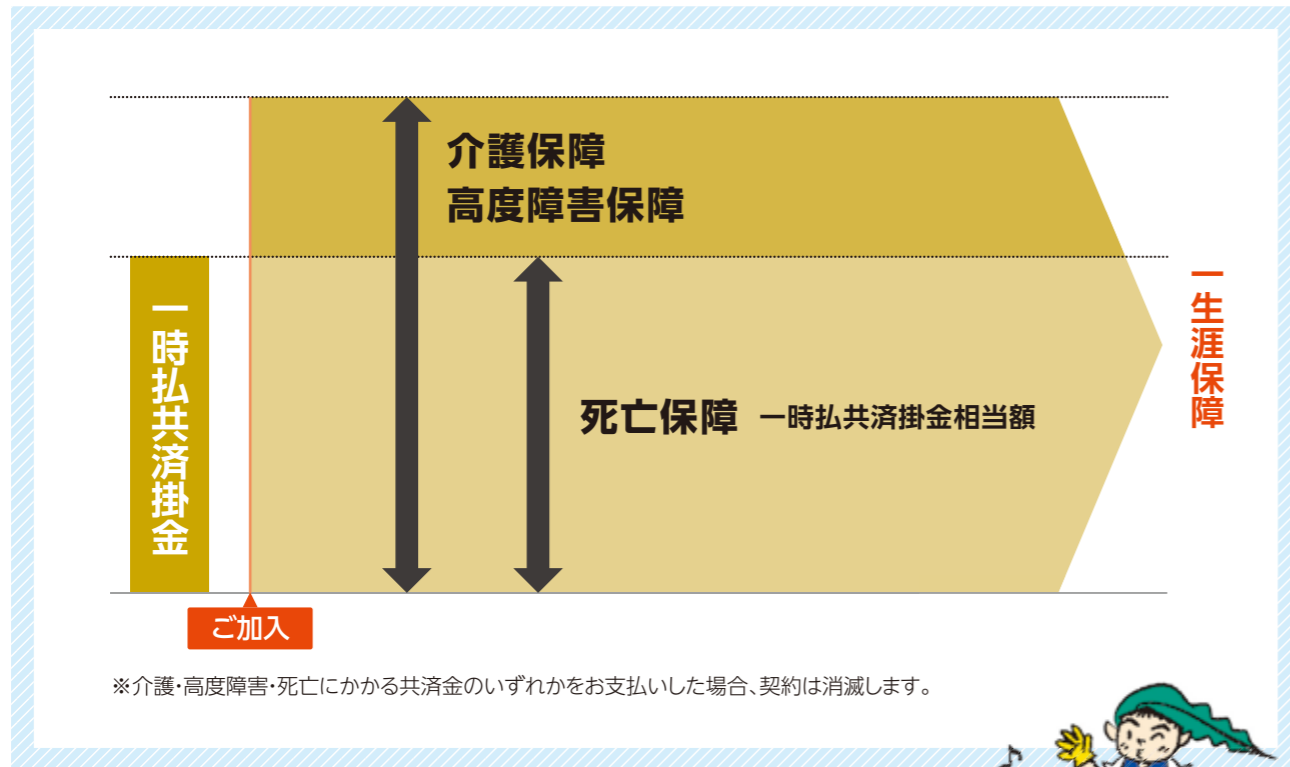 介護保障
高度障害保障
一時払共済掛金
死亡保障 一時払共済掛金相当額
一生涯保障
ご加入
※介護・高度障害・死亡にかかる共済金のいずれかをお支払いした場合、契約は消滅します。